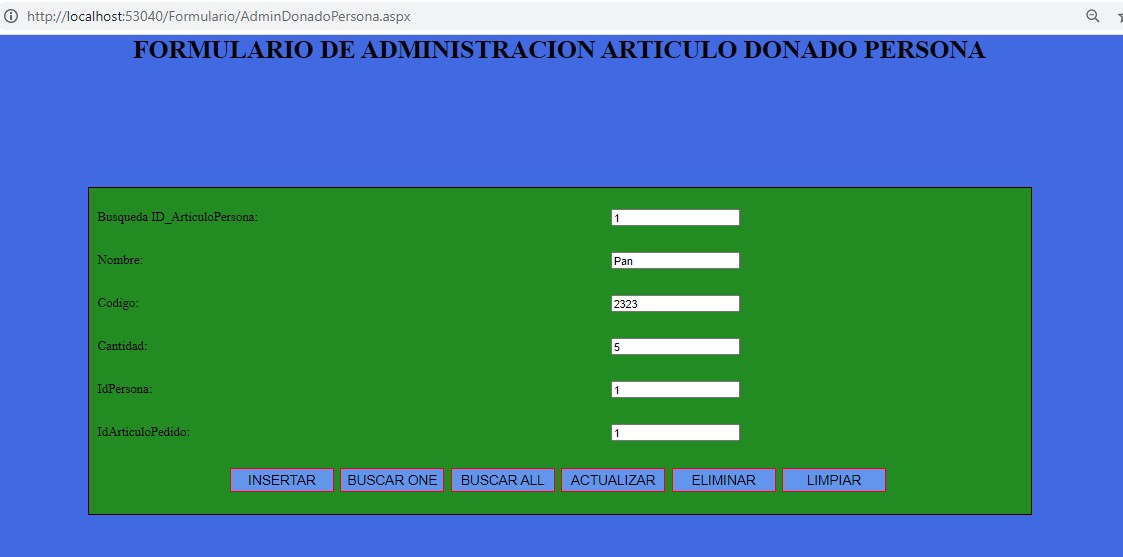 http://localhost:53040/Formulario/AdminDonadoPersona.aspx
FORMULARIO DE ADMINISTRACION ARTICULO DONADO PERSONA
Busqueda ID_ArticuloPersona: 1
Nombre: Pan
Codigo: 2323
Cantidad: 5
IdPersona: 1
IdArticuloPedido: 1
INSERTAR BUSCAR ONE BUSCAR ALL ACTUALIZAR ELIMINAR LIMPIAR